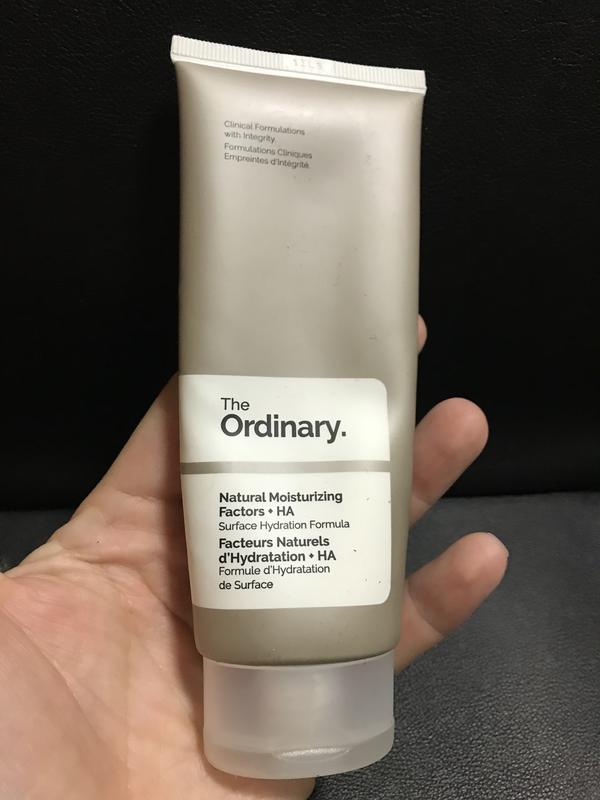 Clinical Formulations
with Integrity.
Formulations Cliniques
Empreintes d'Intégrité.
The
Ordinary.
Natural Moisturizing
Factors + HA
Surface Hydration Formula
Facteurs Naturels
d'Hydratation + HA
Formule d'Hydratation
de Surface